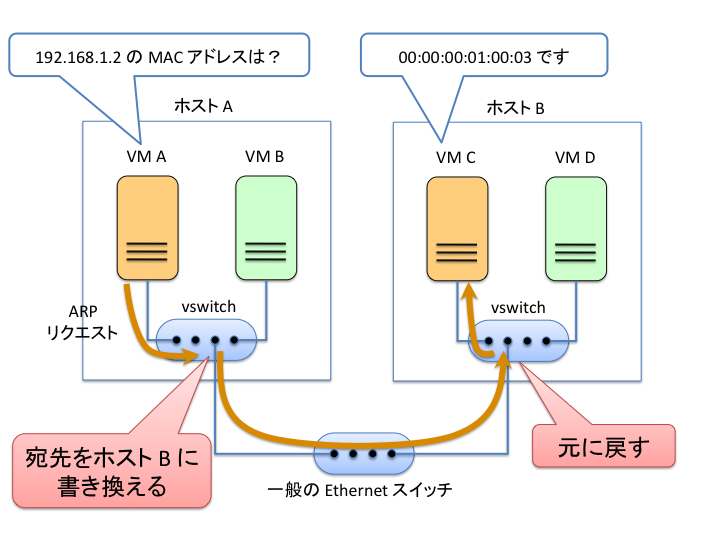 192.168.1.2 の MAC アドレスは？
00:00:00:01:00:03 です
ホスト A
ホスト B
VM A
VM B
VM C
VM D
ARP
リクエスト
vswitch
vswitch
宛先をホスト B に
書き換える
元に戻す
一般の Ethernet スイッチ